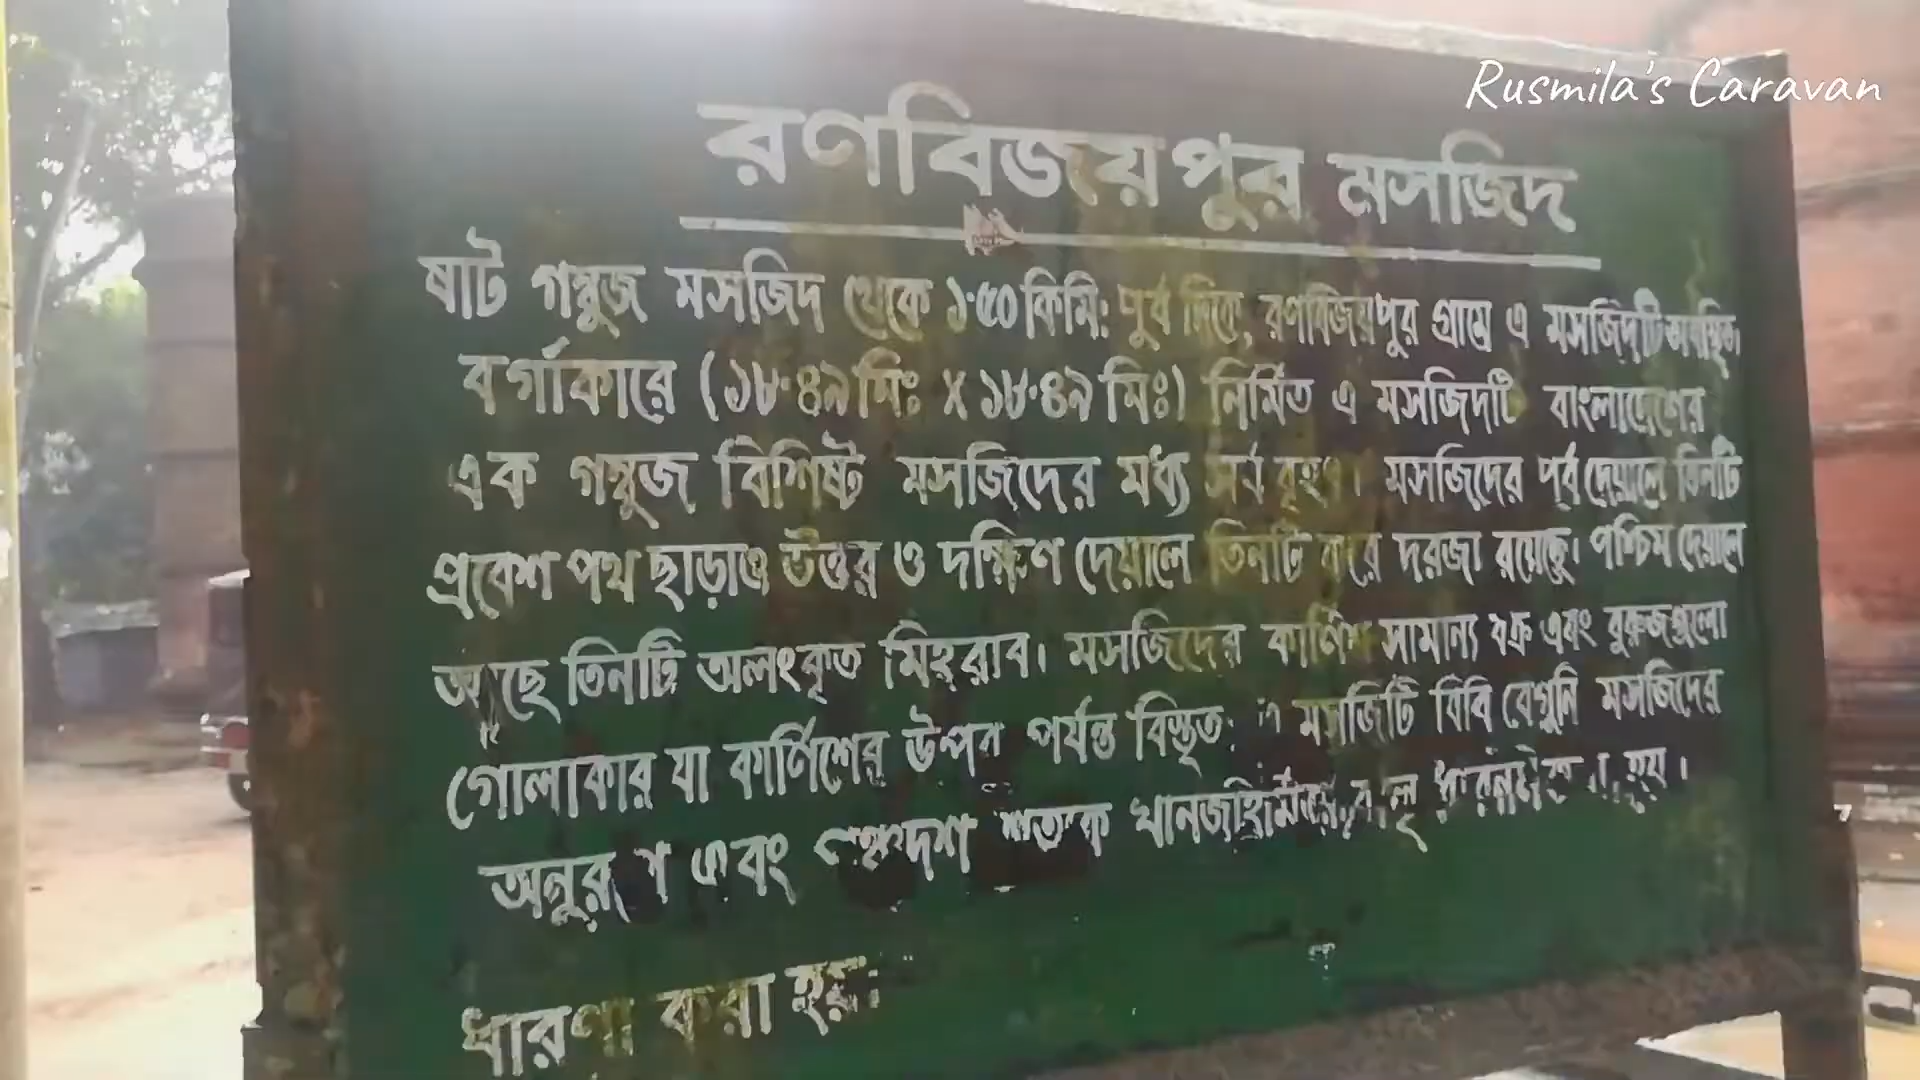 Rusmila's Caravan
রণবিজয়পুর মসজিদ
ষাট গম্বুজ মসজিদ থেকে ১.৫০ কিমি: পুর্ব দিকে, রণবিজয়পুর গ্রামে এ মসজিদটি অবস্থিত।
বর্গাকারে (১৮.৪৯ মিঃ X ১৮.৪৯ মিঃ) নির্মিত এ মসজিদটি বাংলাদেশের
এক গম্বুজ বিশিষ্ট মসজিদের মধ্য সর্ব বৃহৎ। মসজিদের পূর্ব দেয়ালে তিনটি
প্রবেশ পথ ছাড়াও উত্তর ও দক্ষিণ দেয়ালে তিনটি করে দরজা রয়েছে। পশ্চিম দেয়ালে
আছে তিনটি অলংকৃত মিহরাব। মসজিদের কার্ণিশ সামান্য বক্র এবং বুরুজগুলো
গোলাকার যা কার্ণিশের উপর পর্যন্ত বিস্তৃত। মসজিটি বিবি বেগুনি মসজিদের
অনুরূপ এবং পঞ্চদশ শতকে খানজাহান হয়।
ধারণা করা হয়।